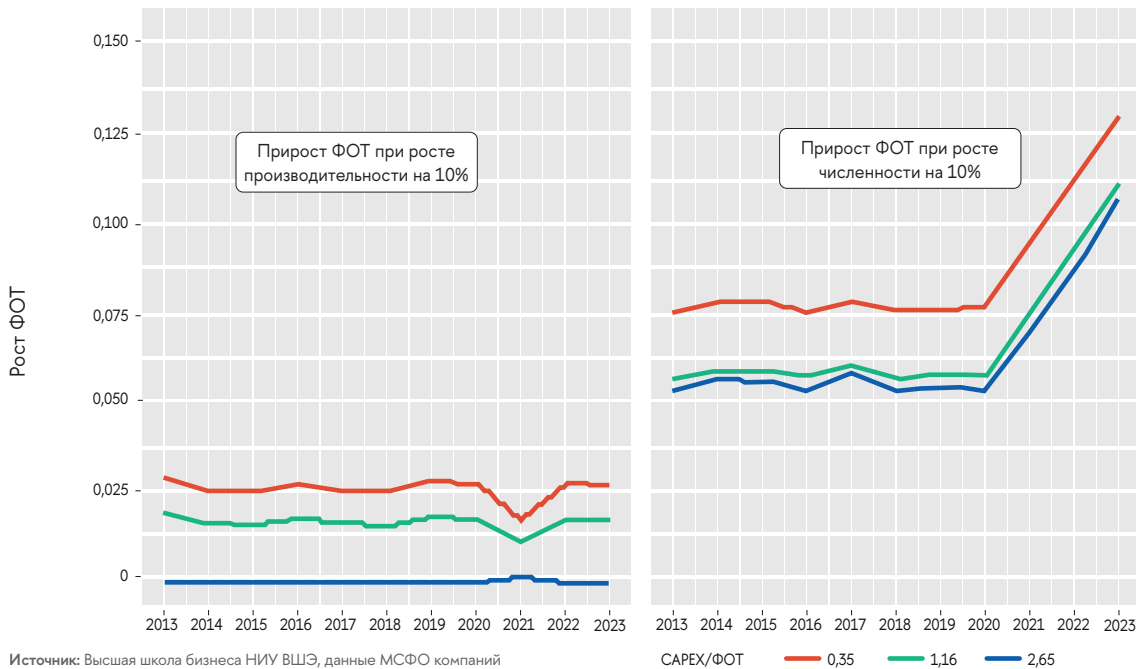 Рост ФОТ
0,150
0,125
0,100
0,075
0,050
0,025
0
Прирост ФОТ при росте
производительности на 10%
2013 2014 2015 2016 2017 2018 2019 2020 2021 2022 2023
Прирост ФОТ при росте
численности на 10%
2013 2014 2015 2016 2017 2018 2019 2020 2021 2022 2023
Источник: Высшая школа бизнеса НИУ ВШЭ, данные МСФО компаний
CAPEX/ФОТ 0,35 1,16 2,65